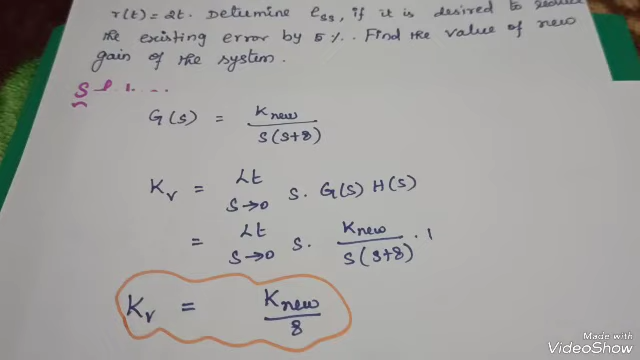 r(t) = 2t. Determine ess, if it is desired to reduce
the existing error by 5%. Find the value of new
gain of the system.
Sol:...
G(s) = Knew / s(s+8)
Kv = Lt s→0 s. G(s) H(s)
= Lt s→0 s. Knew / s(s+8) . 1
Kv = Knew / 8
Made with
VideoShow